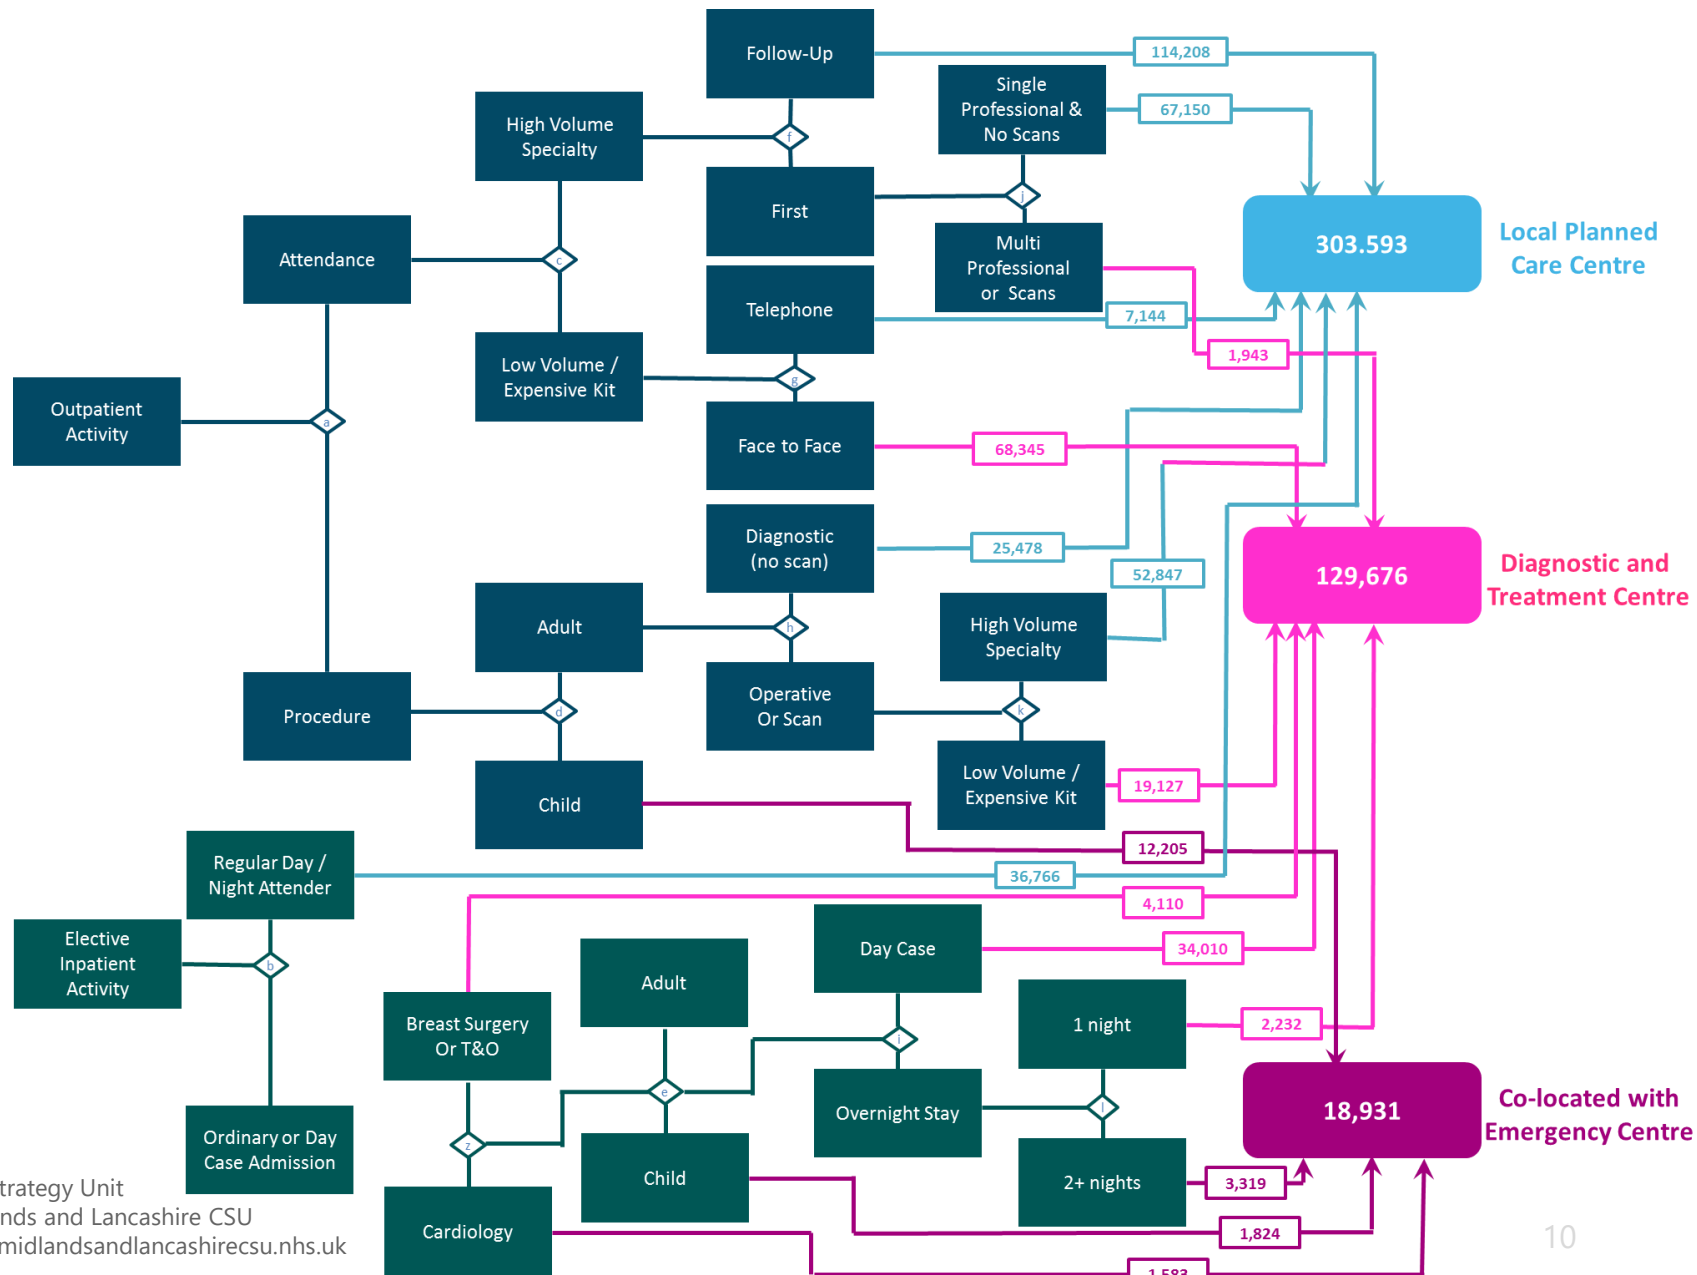 Follow-Up
114,208
Single
Professional &
No Scans
67,150
High Volume
Specialty
f
First
j
Attendance
c
Multi
Professional
or Scans
303.593
Local Planned
Care Centre
Telephone
7,144
1,943
Low Volume /
Expensive Kit
g
Outpatient
Activity
a
Face to Face
68,345
Diagnostic
(no scan)
25,478
52,847
129,676
Diagnostic and
Treatment Centre
Adult
h
High Volume
Specialty
Procedure
d
Operative
Or Scan
k
Child
Low Volume /
Expensive Kit
19,127
12,205
Regular Day /
Night Attender
36,766
4,110
Elective
Inpatient
Activity
b
Adult
Day Case
34,010
Breast Surgery
Or T&O
i
1 night
2,232
e
Overnight Stay
l
18,931
Co-located with
Emergency Centre
Ordinary or Day
Case Admission
z
Child
2+ nights
3,319
Cardiology
1,824
1,583
trategy Unit
nds and Lancashire CSU
midlandsandlancashirecsu.nhs.uk
10